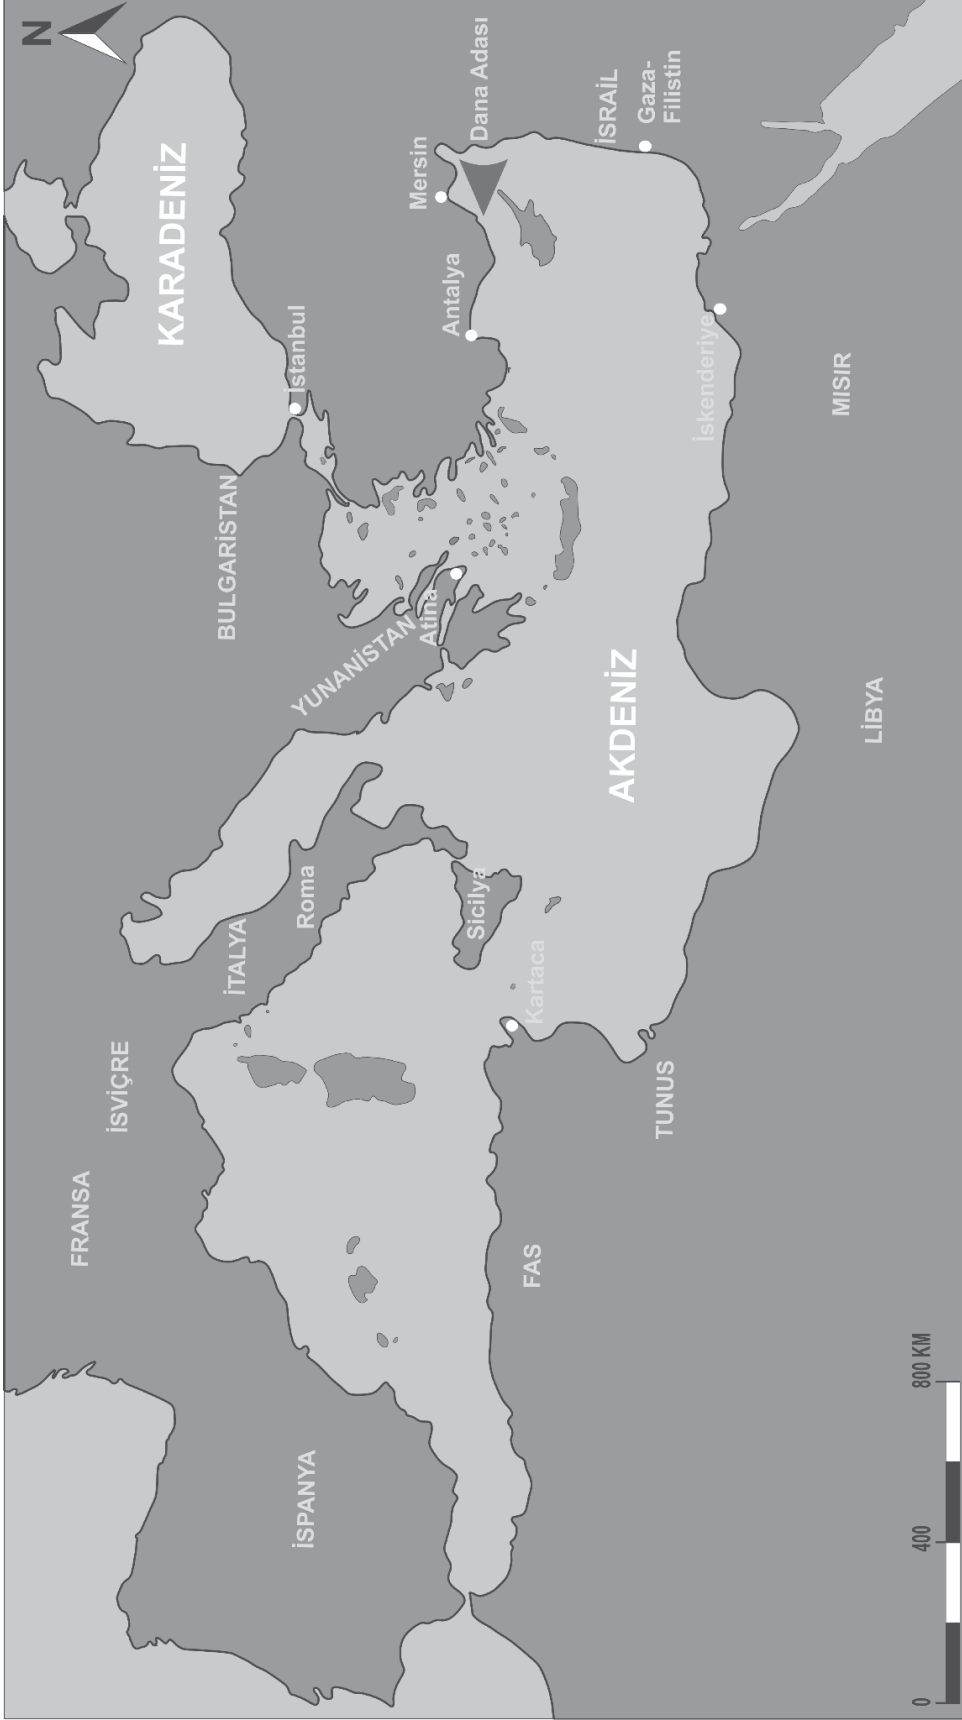 N
KARADENİZ
FRANSA
İSVİÇRE
İTALYA
BULGARİSTAN
İstanbul
İSPANYA
Roma
YUNANİSTAN
Atina
Antalya
Mersin
Dana Adası
Sicilya
Kartaca
FAS
AKDENİZ
İSRAİL
Gaza-
Filistin
TUNUS
İskenderiye
MISIR
LİBYA
0
400
800 KM